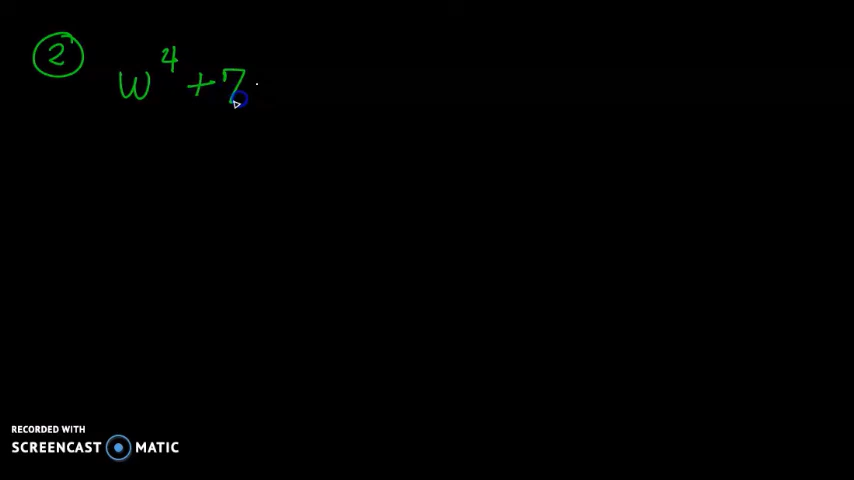 ② w⁴ + 7
RECORDED WITH
SCREENCAST MATIC